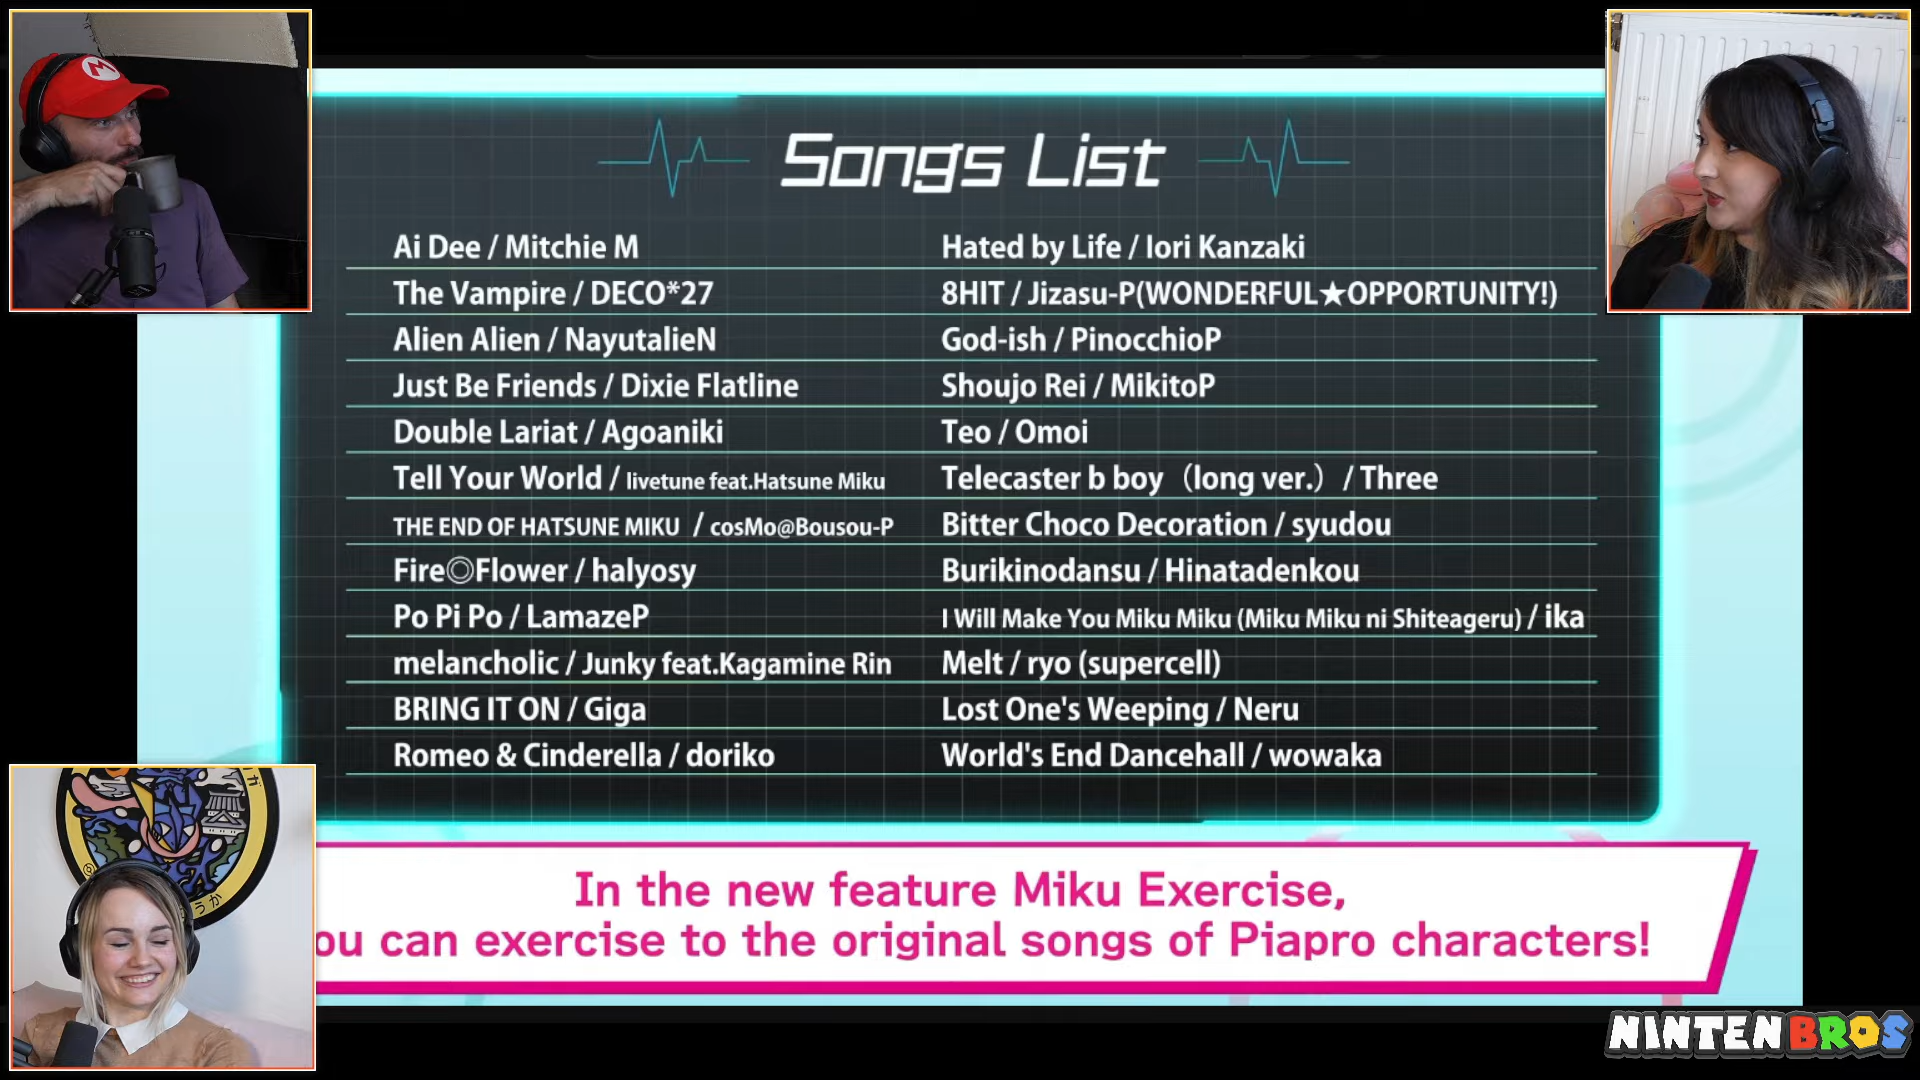 Songs List
Ai Dee / Mitchie M
The Vampire / DECO*27
Alien Alien / NayutalieN
Just Be Friends / Dixie Flatline
Double Lariat / Agoaniki
Tell Your World / livetune feat.Hatsune Miku
THE END OF HATSUNE MIKU / cosMo@Bousou-P
Fire◎Flower / halyosy
Po Pi Po / LamazeP
melancholic / Junky feat.Kagamine Rin
BRING IT ON / Giga
Romeo & Cinderella / doriko
Hated by Life / Iori Kanzaki
8HIT / Jizasu-P(WONDERFUL★OPPORTUNITY!)
God-ish / PinocchioP
Shoujo Rei / MikitoP
Teo / Omoi
Telecaster b boy（long ver.）/ Three
Bitter Choco Decoration / syudou
Burikinodansu / Hinatadenkou
I Will Make You Miku Miku (Miku Miku ni Shiteageru) / ika
Melt / ryo (supercell)
Lost One's Weeping / Neru
World's End Dancehall / wowaka
In the new feature Miku Exercise,
ou can exercise to the original songs of Piapro characters!
M
NINTENBROS